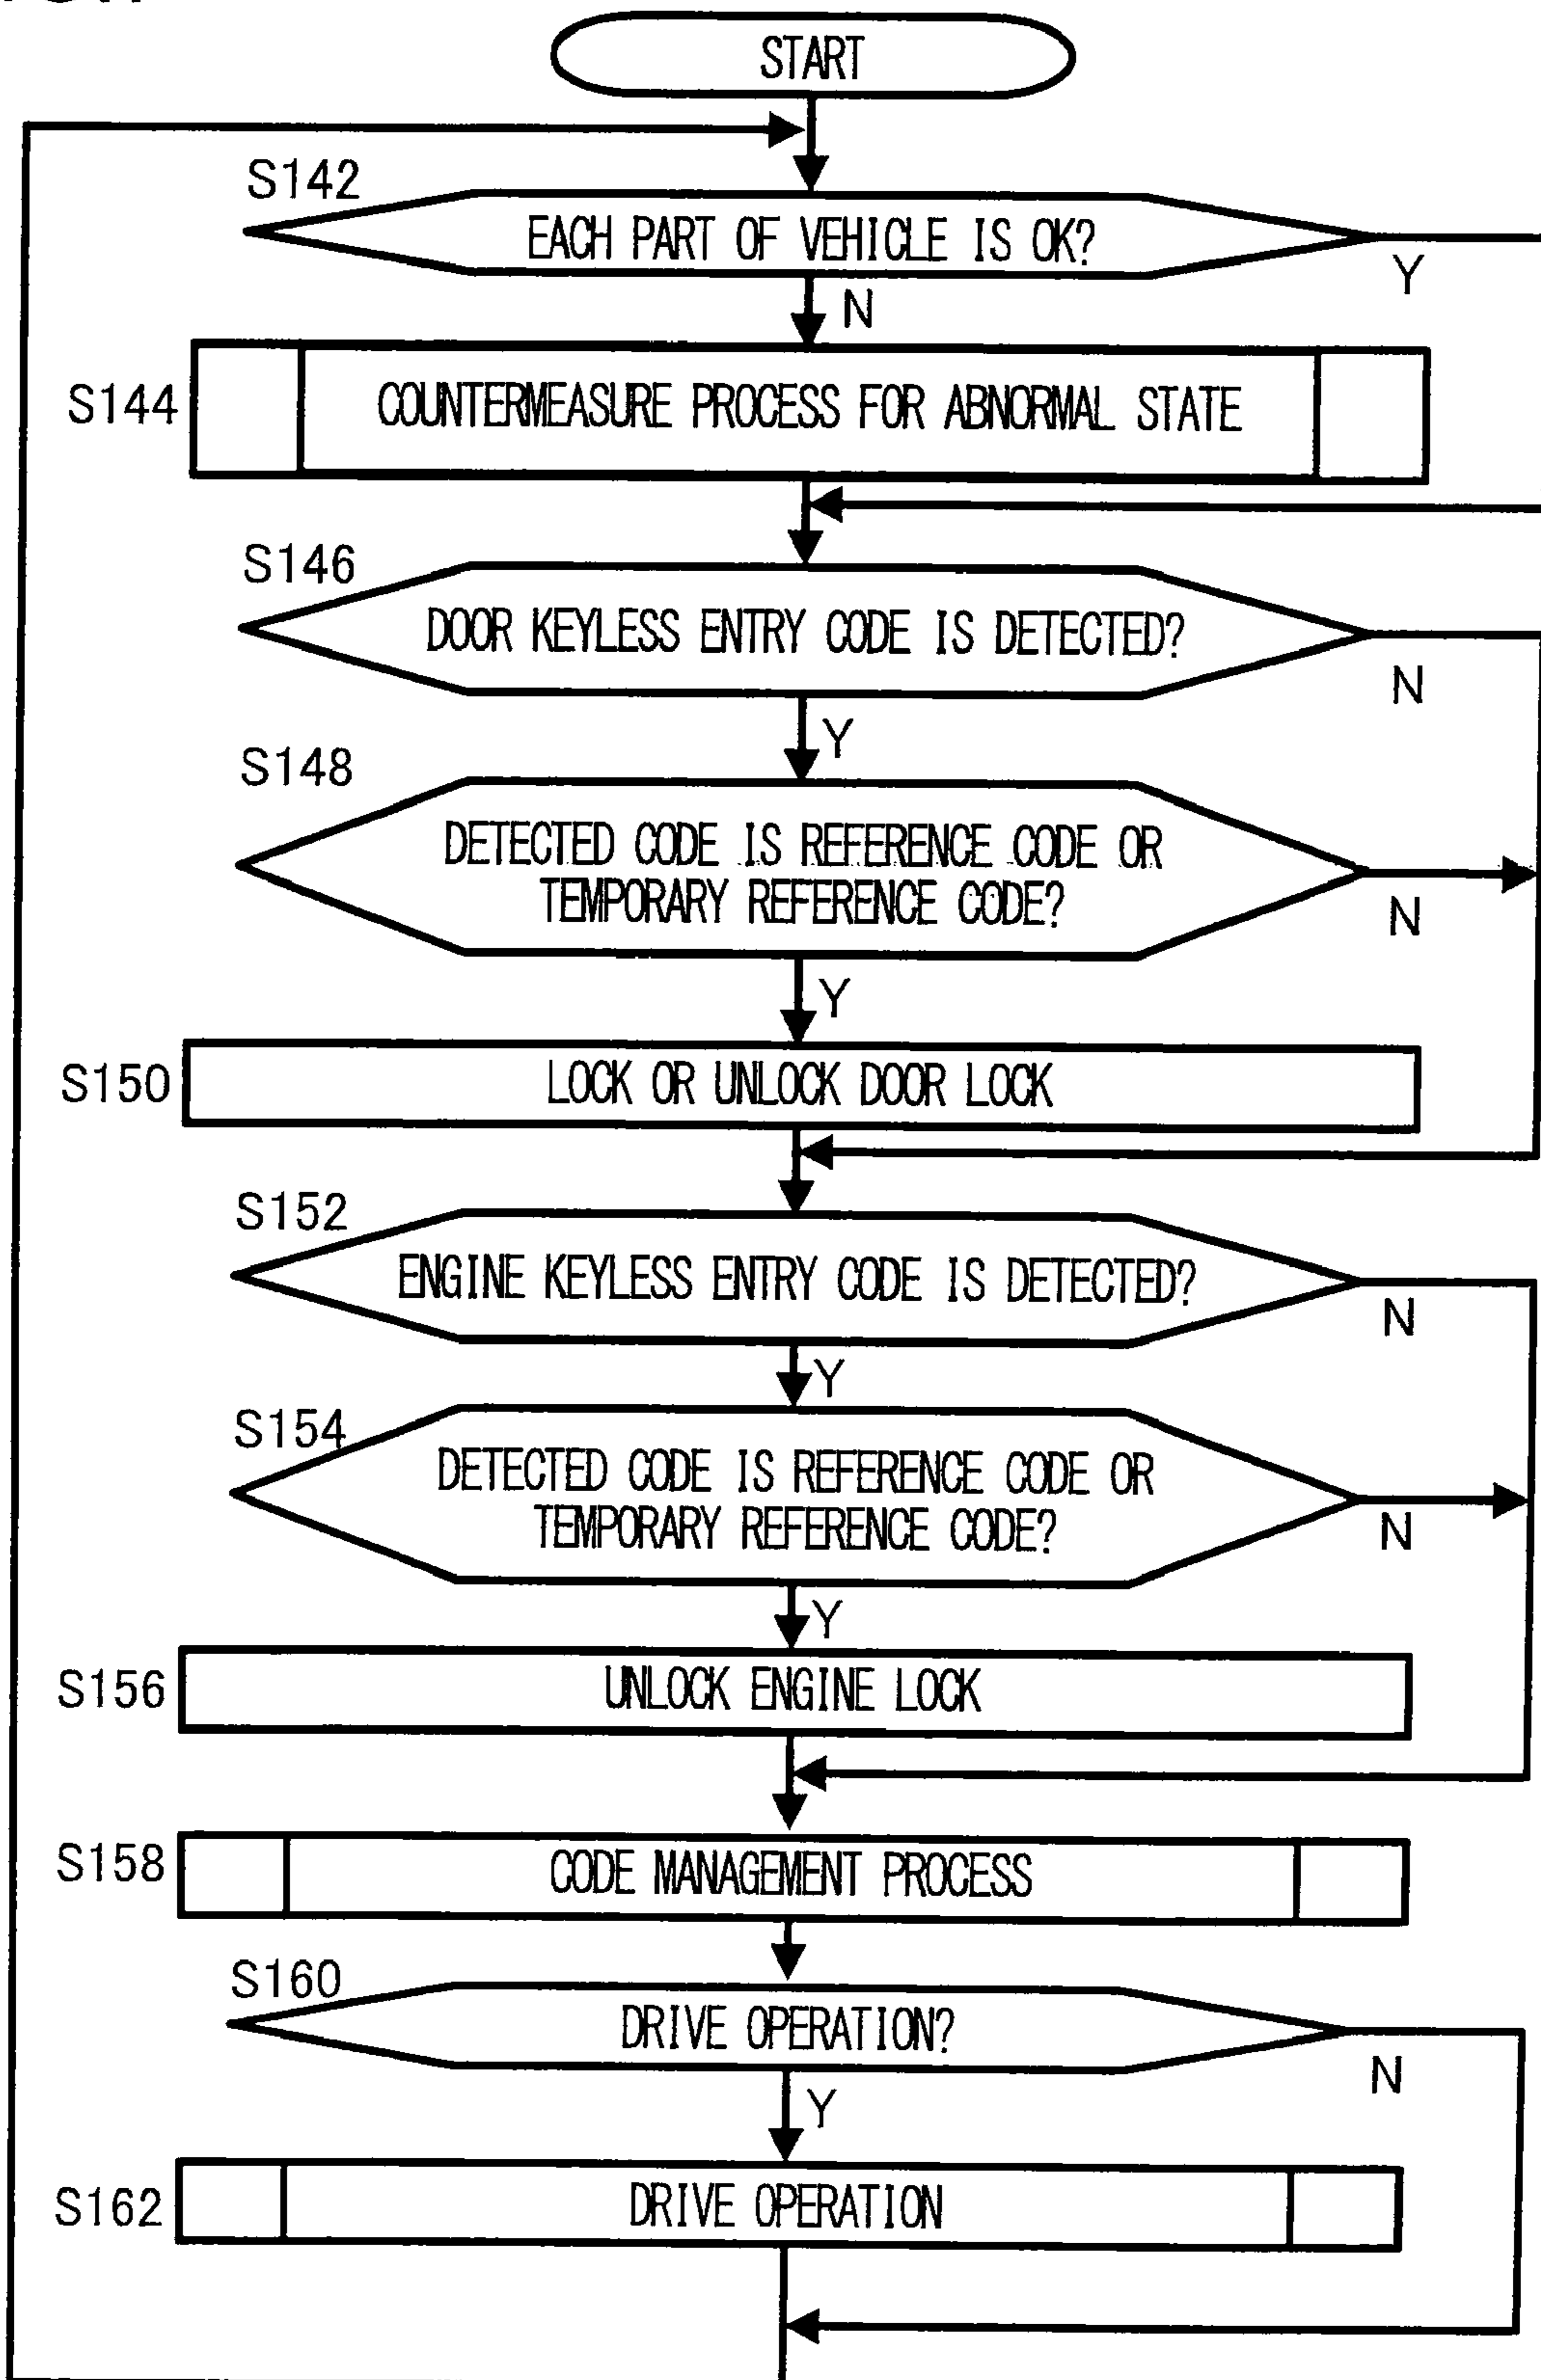 START
S142
EACH PART OF VEHICLE IS OK?
Y
N
S144
COUNTERMEASURE PROCESS FOR ABNORMAL STATE
S146
DOOR KEYLESS ENTRY CODE IS DETECTED?
N
Y
S148
DETECTED CODE IS REFERENCE CODE OR
TEMPORARY REFERENCE CODE?
N
Y
S150
LOCK OR UNLOCK DOOR LOCK
S152
ENGINE KEYLESS ENTRY CODE IS DETECTED?
N
Y
S154
DETECTED CODE IS REFERENCE CODE OR
TEMPORARY REFERENCE CODE?
N
Y
S156
UNLOCK ENGINE LOCK
S158
CODE MANAGEMENT PROCESS
S160
DRIVE OPERATION?
N
Y
S162
DRIVE OPERATION